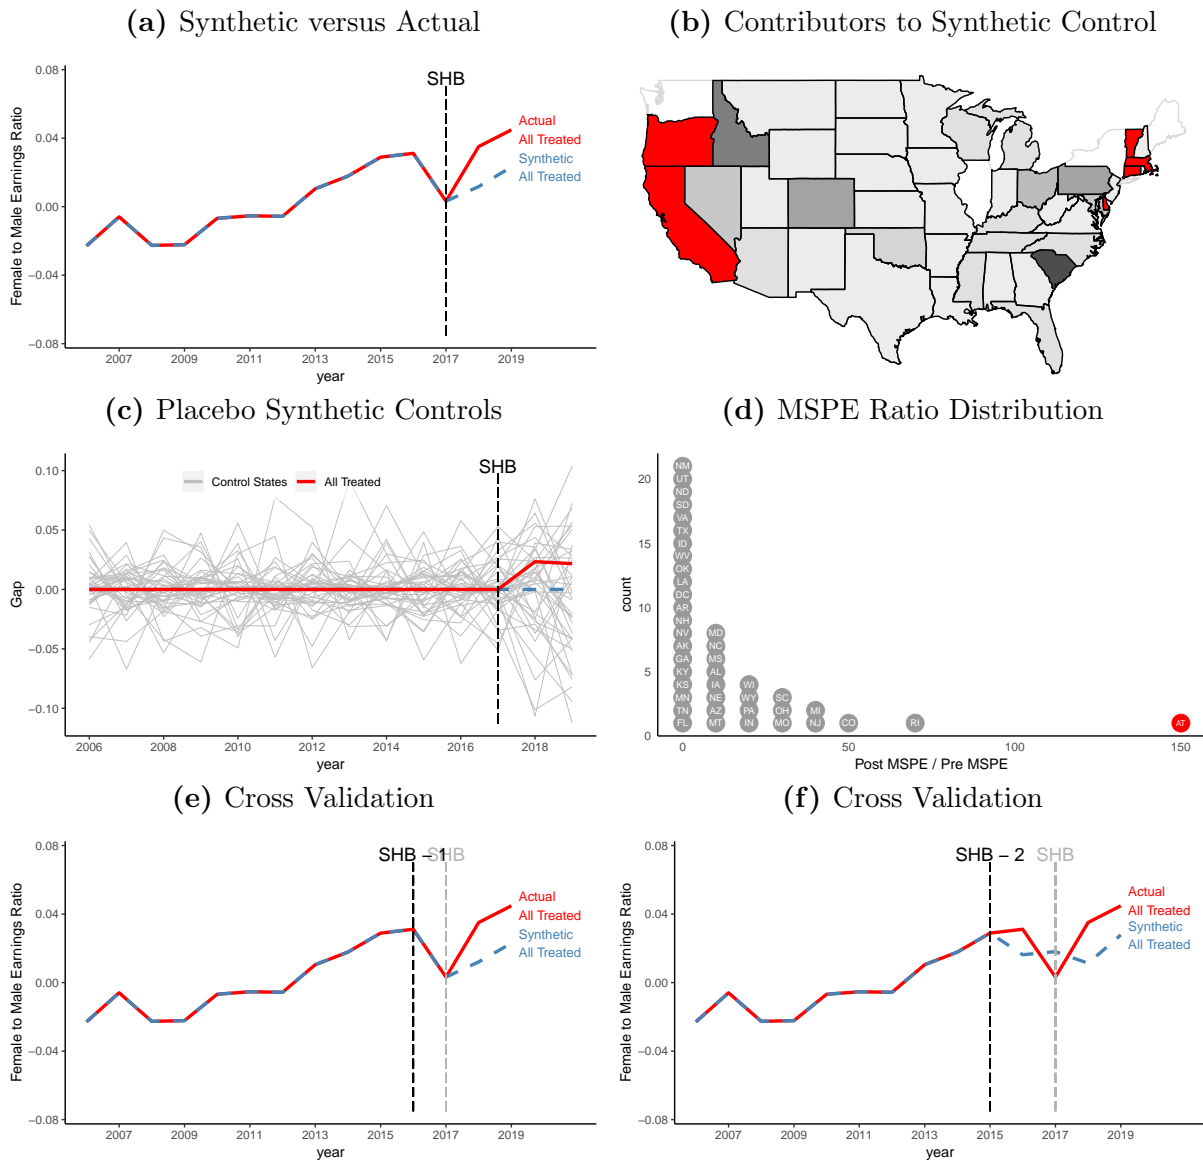 (a) Synthetic versus Actual
(b) Contributors to Synthetic Control
0.08
0.04
0.00
−0.04
−0.08
Female to Male Earnings Ratio
SHB
Actual
All Treated
Synthetic
All Treated
2007 2009 2011 2013 2015 2017 2019
year
(c) Placebo Synthetic Controls
(d) MSPE Ratio Distribution
0.10
0.05
0.00
−0.05
−0.10
Gap
Control States
All Treated
SHB
2006 2008 2010 2012 2014 2016 2018
year
20
15
10
5
0
count
NM
UT
ND
SD
VA
TX
ID
WV
OK
LA
DC
AR
NH
NV MD
AK NC
GA MS
KY AL
KS IA WI
MN NE WY SC
TN AZ PA OH MI
FL MT IN MO NJ CO RI AT
0 50 100 150
Post MSPE / Pre MSPE
(e) Cross Validation
(f) Cross Validation
0.08
0.04
0.00
−0.04
−0.08
Female to Male Earnings Ratio
SHB − 1
SHB
Actual
All Treated
Synthetic
All Treated
2007 2009 2011 2013 2015 2017 2019
year
0.08
0.04
0.00
−0.04
−0.08
Female to Male Earnings Ratio
SHB − 2
SHB
Actual
All Treated
Synthetic
All Treated
2007 2009 2011 2013 2015 2017 2019
year